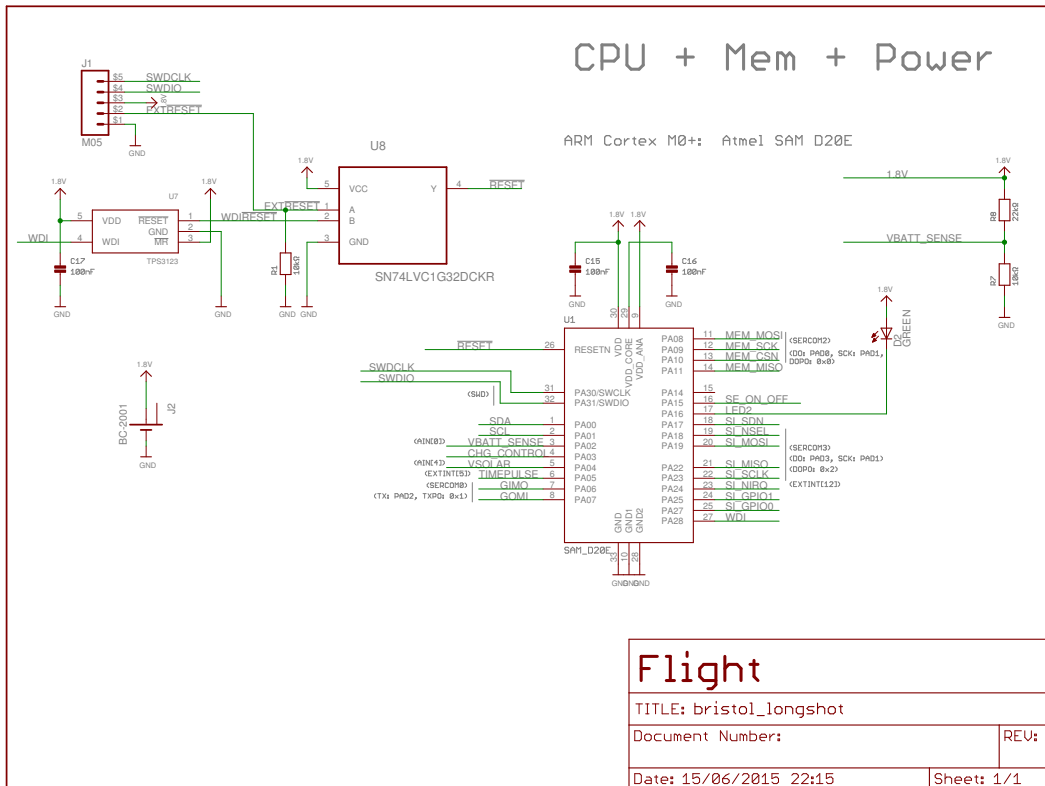 CPU + Mem + Power
ARM Cortex M0+: Atmel SAM D20E
J1
$5 SWDCLK
$4 SWDIO
$3
$2 EXTRESET
$1
M05
GND
U8
1.8V
5 VCC Y 4 RESET
EXTRESET 1 A
WDIRESET 2 B
3 GND
SN74LVC1G32DCKR
1.8V U7 1.8V
5 VDD RESET 1
GND 2
WDI 4 WDI MR 3
TPS3123
C17
100nF
R1
10kΩ
GND GND GND GND
1.8V
1.8V
R8
22kΩ
VBATT_SENSE
R7
10kΩ
GND
1.8V 1.8V
C15
100nF
C16
100nF
GND GND
1.8V
D2
GREEN
U1
30 29 9
VDD
VDD_CORE
VDD_ANA
RESET 26 RESETN
SWDCLK 31 PA30/SWCLK
SWDIO 32 PA31/SWDIO
(SWD)
SDA 1 PA00
SCL 2 PA01
(AIN[0]) VBATT_SENSE 3 PA02
CHG_CONTROL 4 PA03
(AIN[4]) VSOLAR 5 PA04
(EXTINT[5]) TIMEPULSE 6 PA05
(SERCOM0) GIMO 7 PA06
(TX: PAD2, TXPO: 0x1) GOMI 8 PA07
PA08 11 MEM_MOSI
PA09 12 MEM_SCK
PA10 13 MEM_CSN
PA11 14 MEM_MISO
(SERCOM2)
(DO: PAD0, SCK: PAD1,
DOPO: 0x0)
PA14 15
PA15 16 SE_ON_OFF
PA16 17 LED2
PA17 18 SI_SDN
PA18 19 SI_NSEL
PA19 20 SI_MOSI
PA22 21 SI_MISO
PA23 22 SI_SCLK
PA24 23 SI_NIRQ
PA25 24 SI_GPIO1
PA27 25 SI_GPIO0
PA28 27 WDI
(SERCOM3)
(DO: PAD3, SCK: PAD1)
(DOPO: 0x2)
(EXTINT[12])
GND
GND1
GND2
33 10 28
SAM_D20E
GND GND GND
1.8V
BC-2001
J2
GND
Flight
TITLE: bristol_longshot
Document Number:
REV:
Date: 15/06/2015 22:15
Sheet: 1/1